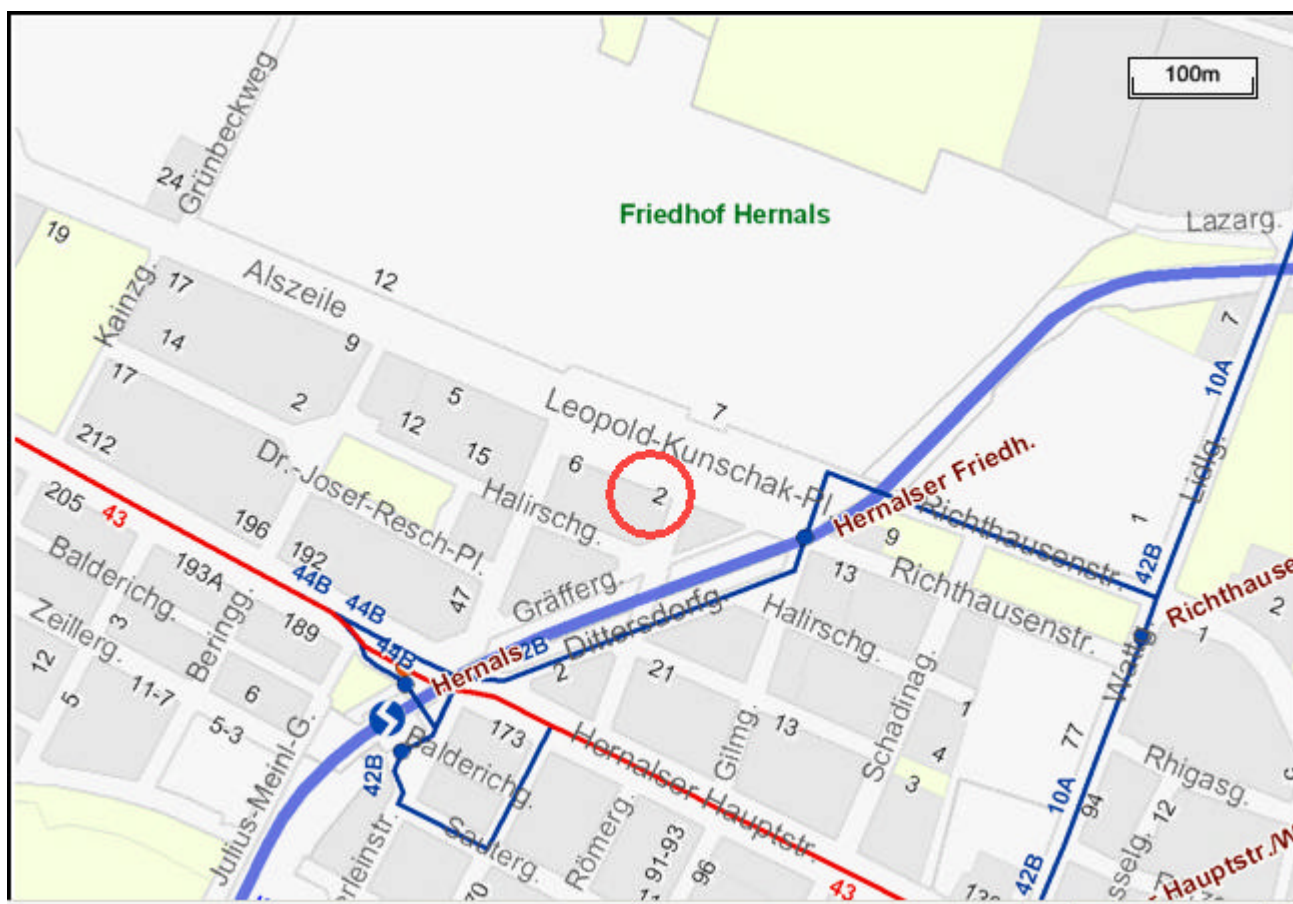 100m
Grünbeckweg
24
Friedhof Hernals
Lazarg.
19
Kainzg.
17
Alszeile
12
14
9
7
10A
17
2
5
12
15
Leopold-Kunschak-Pl.
7
6
2
212
Dr.-Josef-Resch-Pl.
Halirschg.
Hernalser Friedh.
Lidlg.
205
43
196
192
Richthausenstr.
1
42B
Balderichg.
193A
44B
44B
47
Gräfferg.
9
13
Richthausenstr.
2
Zeillerg.
3
Beringg.
189
44B
Hernals
2B
Dittersdorfg.
Halirschg.
1
Wattg.
12
5
11-7
6
5-3
2
21
13
Gilmg.
Schadinag.
1
4
3
77
Rhigasg.
Julius-Meinl-G.
42B
Balderichg.
173
Hernalser Hauptstr.
10A
94
12
Sauterg.
Römerg.
91-93
96
43
42B
70